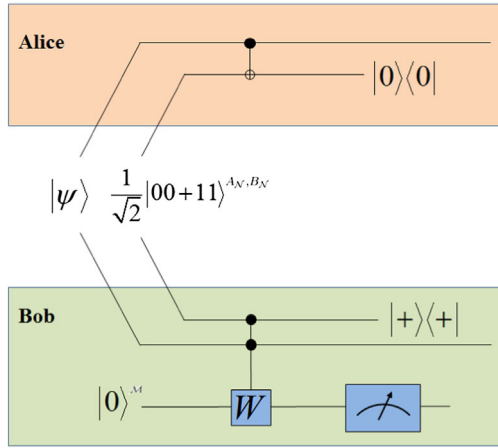 Alice
|0⟩⟨0|
|ψ⟩ 1/√2 |00+11⟩^{A_N, B_N}
|+⟩⟨+|
Bob
|0⟩^M
W